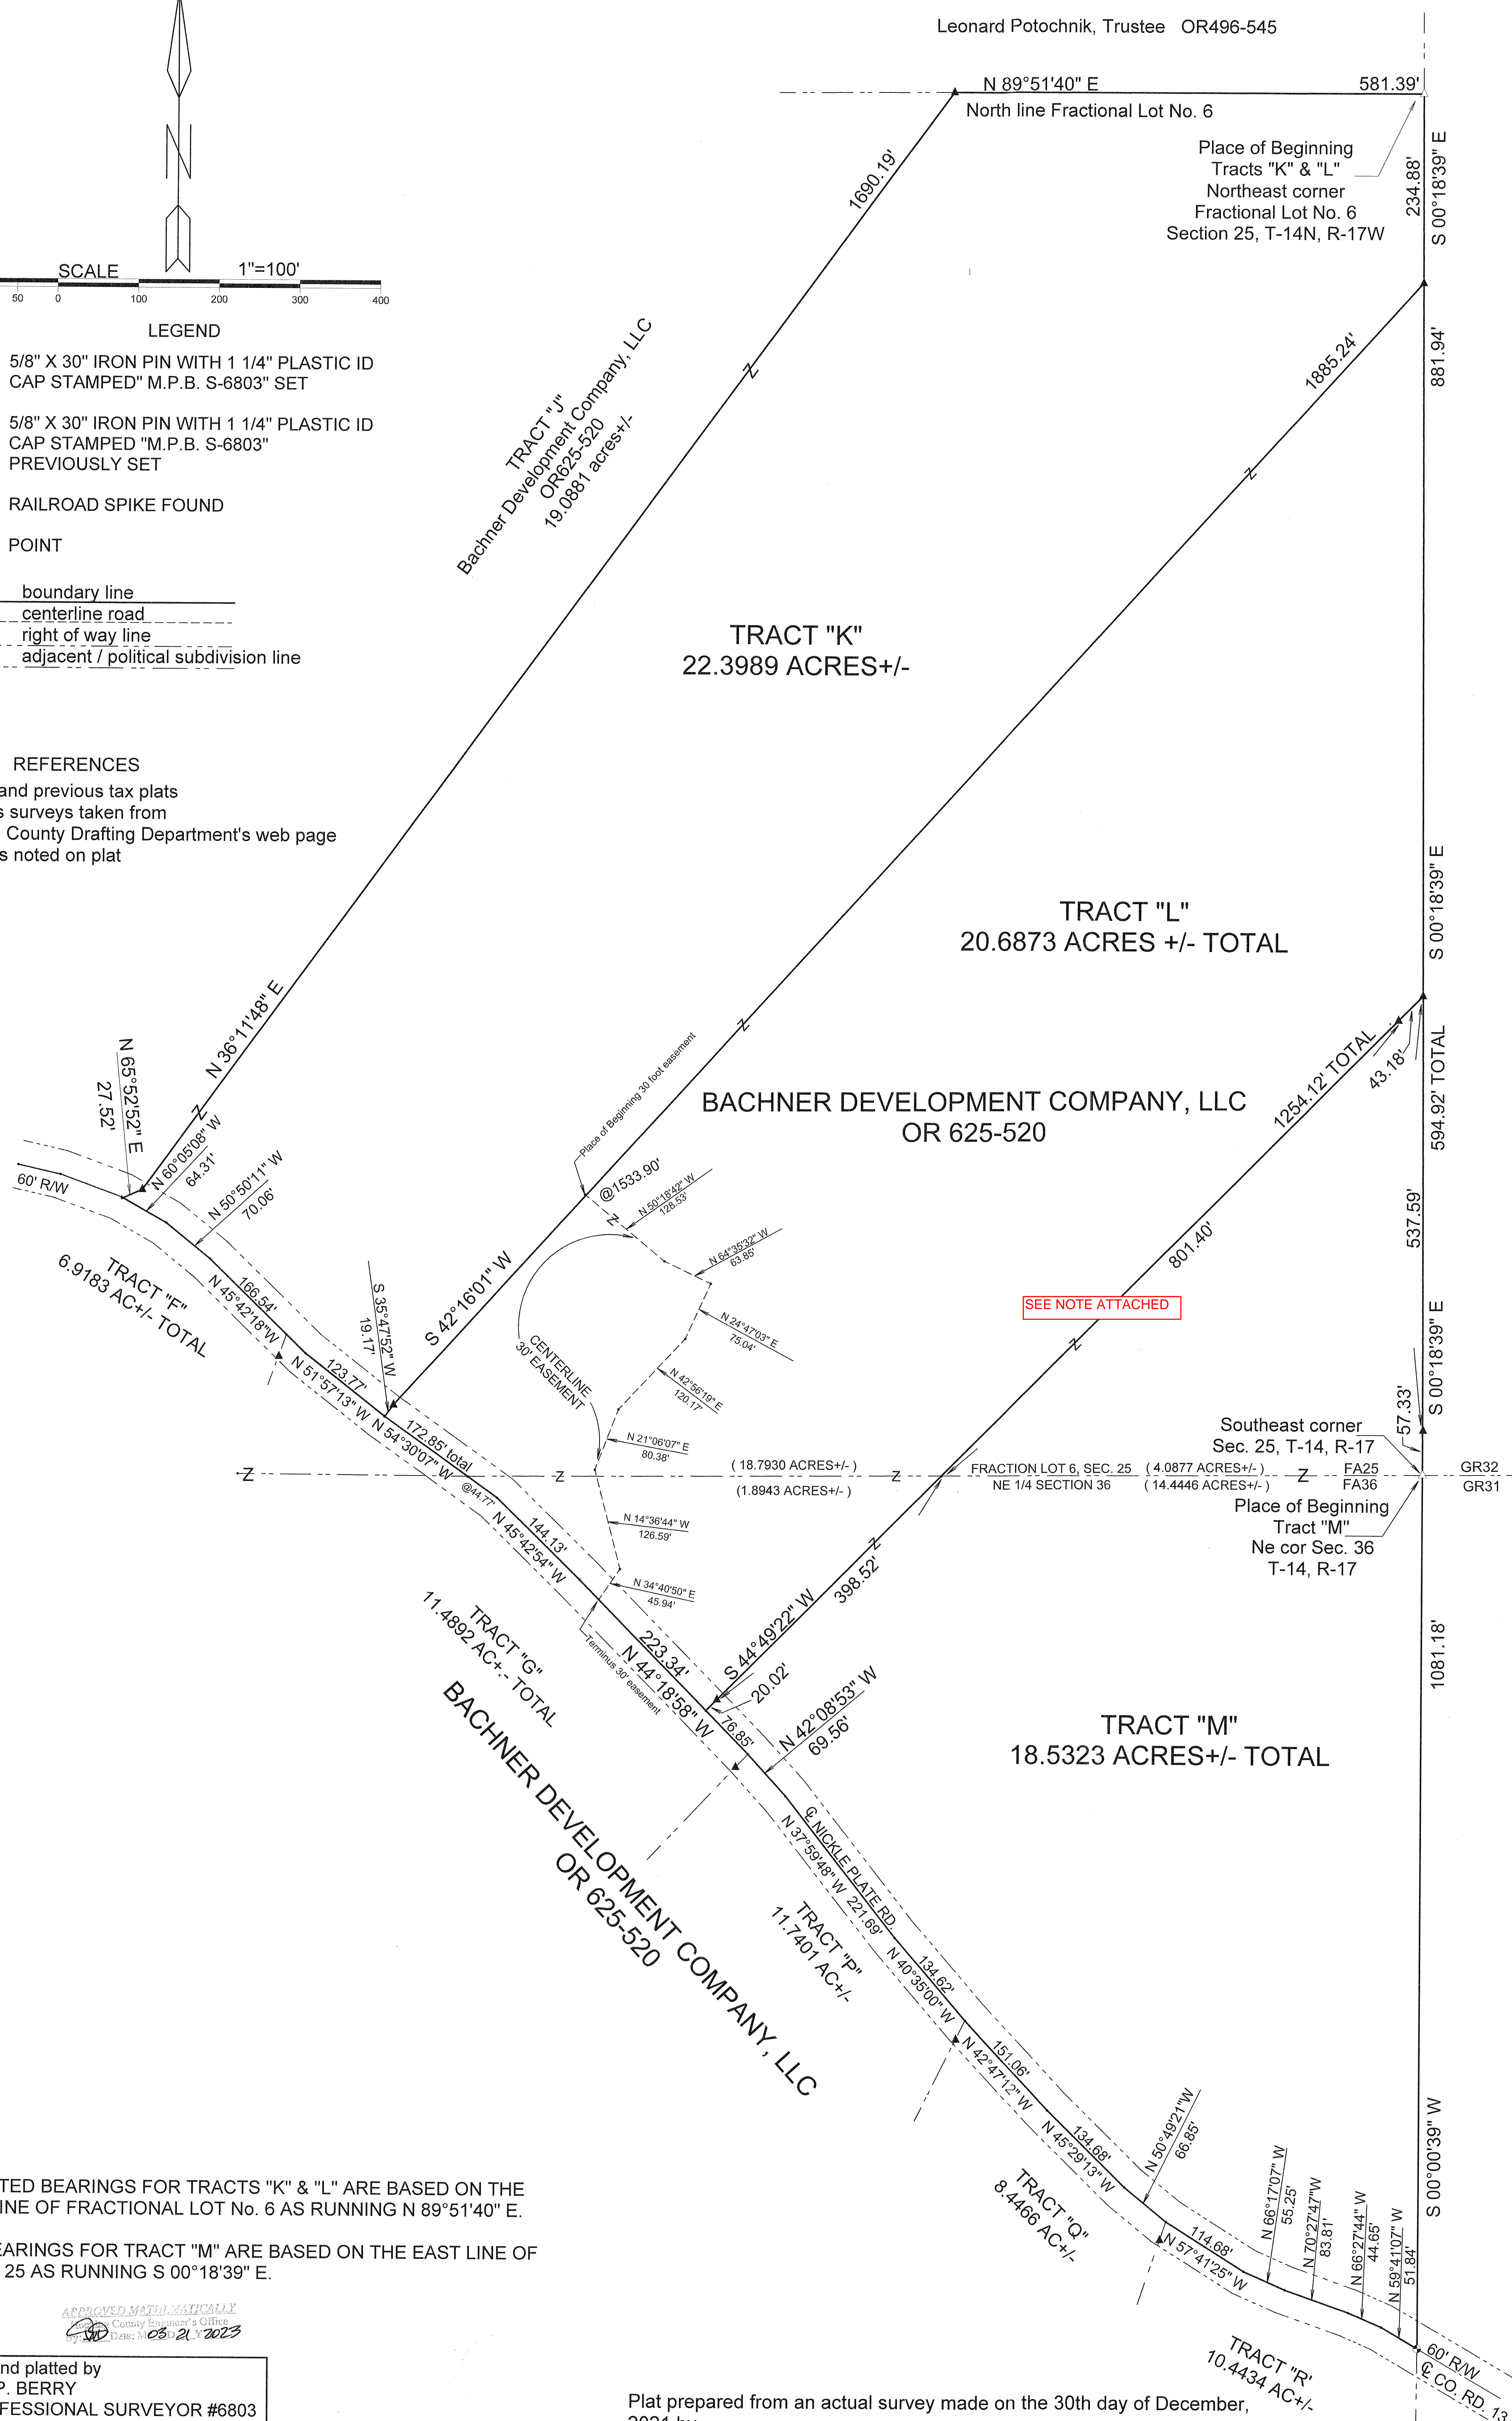 Leonard Potochnik, Trustee OR496-545
N 89°51'40" E
581.39'
North line Fractional Lot No. 6
Place of Beginning
Tracts "K" & "L"
Northeast corner
Fractional Lot No. 6
Section 25, T-14N, R-17W
234.88'
S 00°18'39" E
1690.19'
N
SCALE 1"=100'
50 0 100 200 300 400
LEGEND
5/8" X 30" IRON PIN WITH 1 1/4" PLASTIC ID
CAP STAMPED" M.P.B. S-6803" SET
5/8" X 30" IRON PIN WITH 1 1/4" PLASTIC ID
CAP STAMPED "M.P.B. S-6803"
PREVIOUSLY SET
RAILROAD SPIKE FOUND
POINT
boundary line
centerline road
right of way line
adjacent / political subdivision line
REFERENCES
and previous tax plats
s surveys taken from
County Drafting Department's web page
s noted on plat
TRACT "J"
Bachner Development Company, LLC
OR625-520
19.0881 acres+/-
Z
1885.24'
881.94'
Z
TRACT "K"
22.3989 ACRES+/-
TRACT "L"
20.6873 ACRES +/- TOTAL
S 00°18'39" E
Z
BACHNER DEVELOPMENT COMPANY, LLC
OR 625-520
1254.12' TOTAL
43.18'
594.92' TOTAL
N 36°11'48" E
Z
N 65°52'52" E
27.52'
N 60°05'08" W
64.31'
N 50°50'11" W
70.06'
60' R/W
TRACT "F"
6.9183 AC+/- TOTAL
166.54'
N 45°42'18"W
123.77'
N 51°57'13" W
S 35°47'52" W
19.17'
S 42°16'01" W
Place of Beginning 30 foot easement
@1533.90'
Z
N 50°18'42" W
128.53'
N 64°35'32" W
63.85'
N 24°47'03" E
75.04'
N 42°56'19" E
120.17'
CENTERLINE
30' EASEMENT
N 21°06'07" E
80.38'
801.40'
537.59'
SEE NOTE ATTACHED
Z
S 00°18'39" E
57.33'
Southeast corner
Sec. 25, T-14, R-17
172.85' total
N 54°30'07" W
@44.77'
Z
Z
( 18.7930 ACRES+/- )
(1.8943 ACRES+/- )
Z
FRACTION LOT 6, SEC. 25 ( 4.0877 ACRES+/-)
NE 1/4 SECTION 36 ( 14.4446 ACRES+/-)
Z
FA25
FA36
GR32
GR31
Place of Beginning
Tract "M"
Ne cor Sec. 36
T-14, R-17
144.13'
N 45°42'54" W
N 14°36'44" W
126.59'
N 34°40'50" E
45.94'
Terminus 30' easement
Z
398.52'
S 44°49'22" W
20.02'
TRACT "G"
11.4892 AC+.- TOTAL
223.34'
N 44°18'58" W
76.85'
N 42°08'53" W
69.56'
1081.18'
TRACT "M"
18.5323 ACRES+/- TOTAL
BACHNER DEVELOPMENT COMPANY, LLC
OR 625-520
℄ NICKLE PLATE RD.
N 37°59'48" W 221.69'
TRACT "P"
11.7401 AC+/-
134.62'
N 40°35'00" W
151.06'
N 42°47'12" W
134.68'
N 45°29'13" W
N 50°49'21"W
66.85'
TRACT "Q"
8.4466 AC+/-
114.68'
N 57°41'25" W
N 66°17'07" W
55.25'
N 70°27'47"W
83.81'
N 66°27'44" W
44.65'
N 59°41'07" W
51.84'
S 00°00'39" W
TRACT "R'
10.4434 AC+/-
60' R/W
℄ CO. RD. 13
TED BEARINGS FOR TRACTS "K" & "L" ARE BASED ON THE
INE OF FRACTIONAL LOT No. 6 AS RUNNING N 89°51'40" E.
EARINGS FOR TRACT "M" ARE BASED ON THE EAST LINE OF
25 AS RUNNING S 00°18'39" E.
APPROVED MATHEMATICALLY
County Engineer's Office
By: Date: 03 21 2023
nd platted by
P. BERRY
FESSIONAL SURVEYOR #6803
Plat prepared from an actual survey made on the 30th day of December,